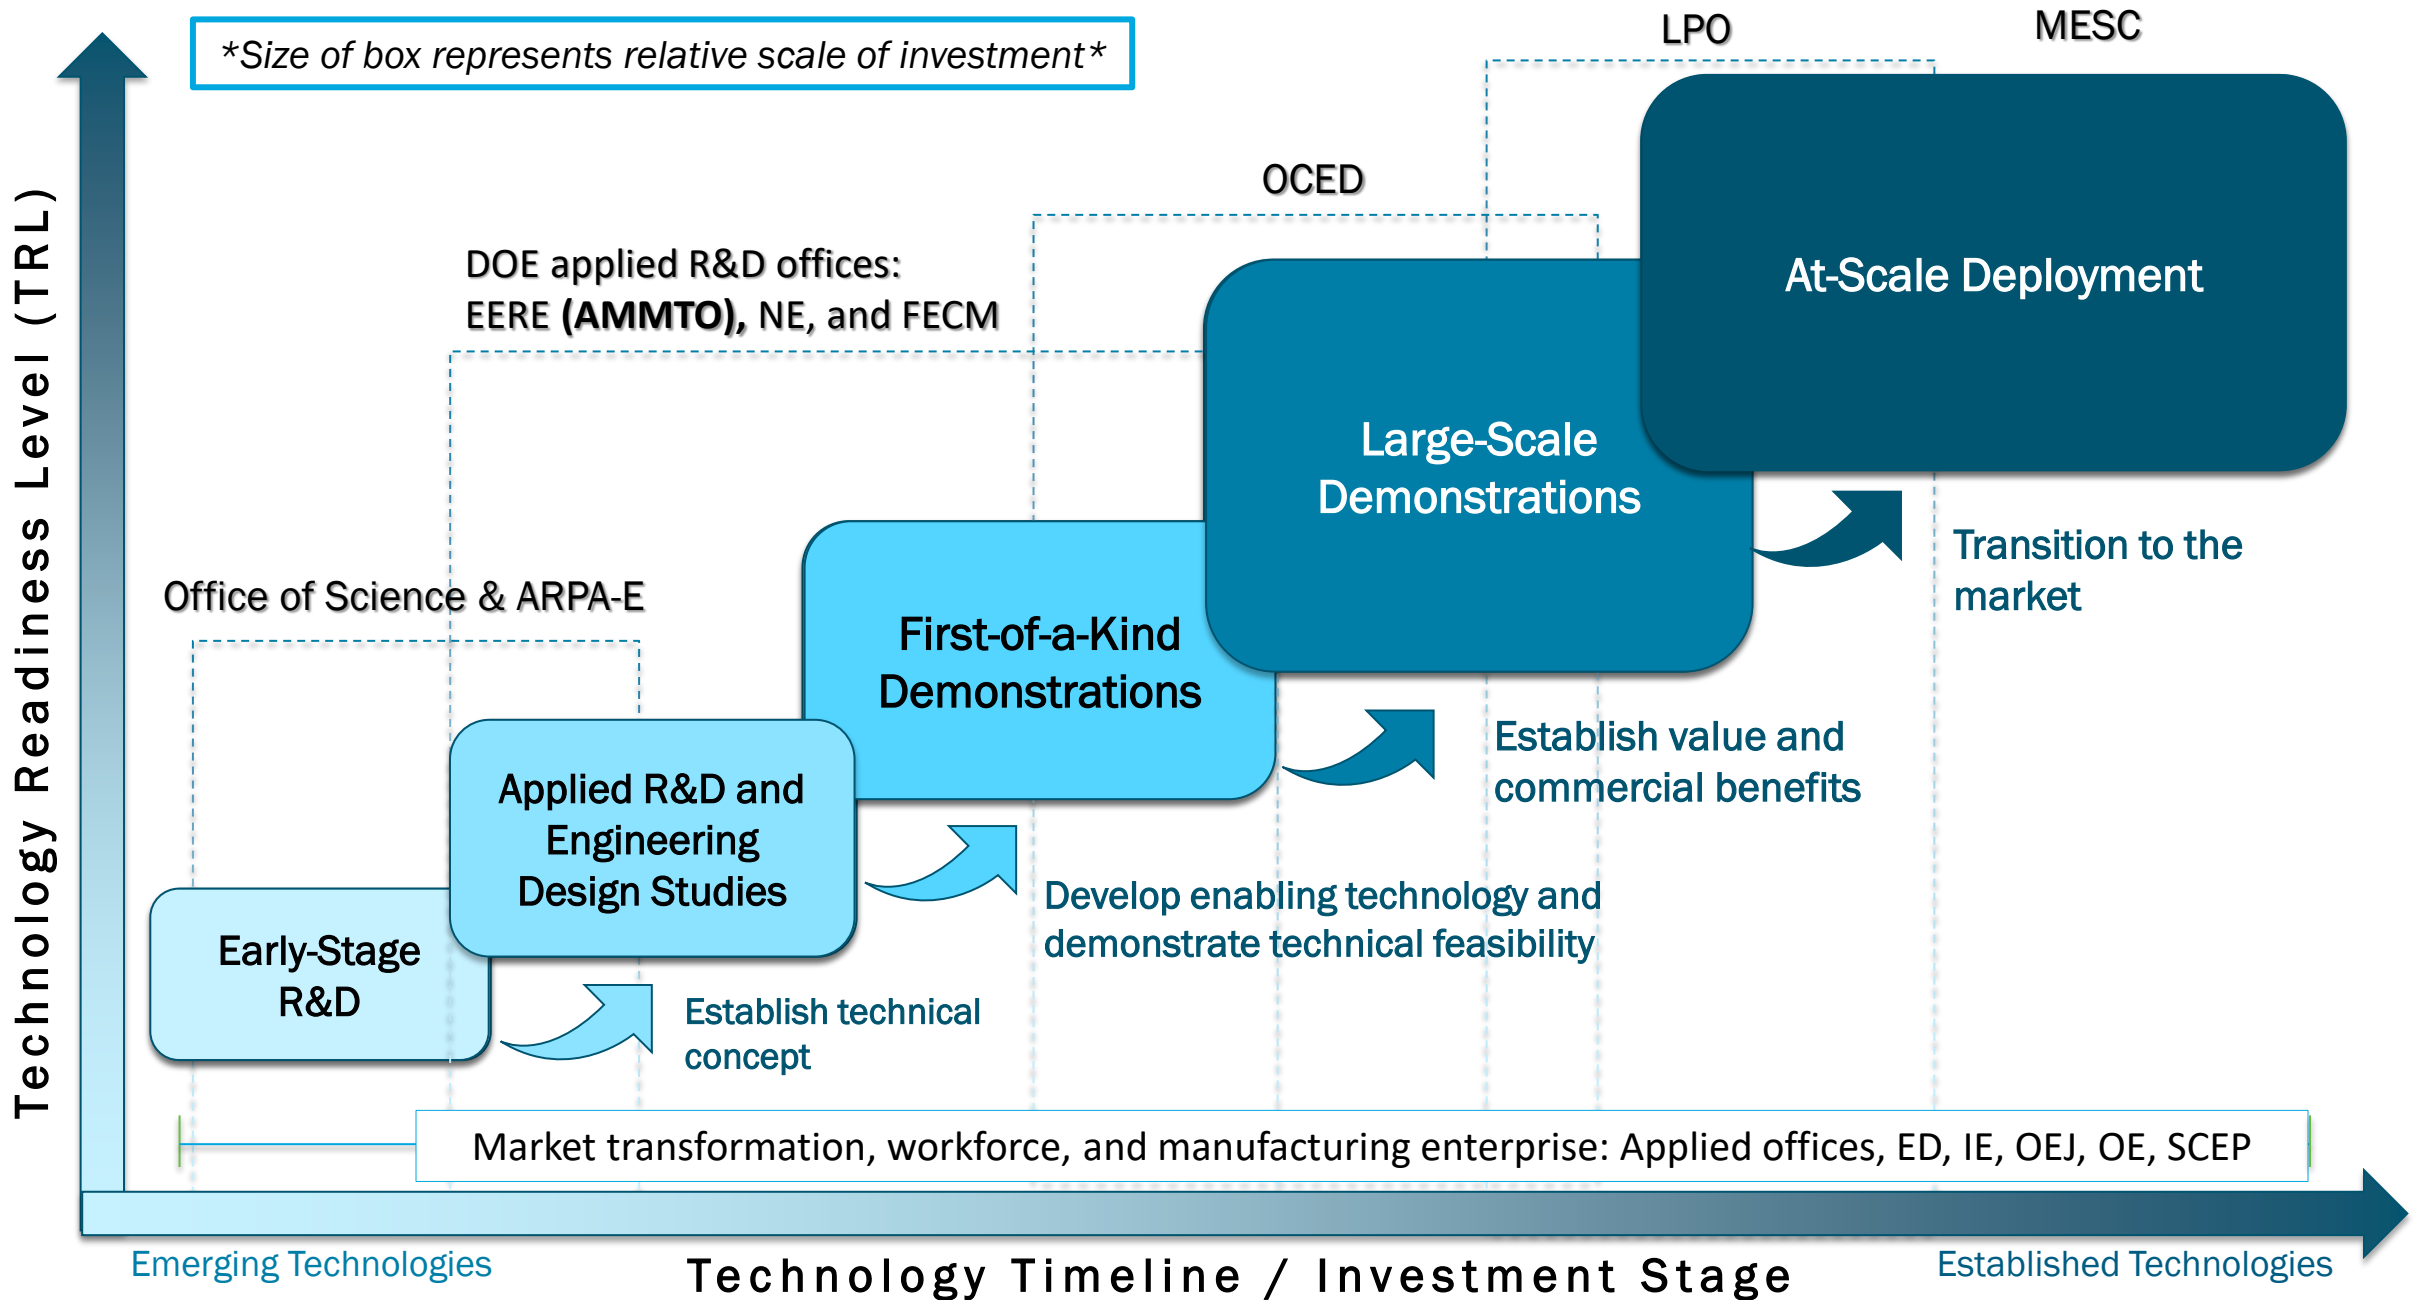 *Size of box represents relative scale of investment*
LPO
MESC
OCED
DOE applied R&D offices:
EERE (AMMTO), NE, and FECM
Office of Science & ARPA-E
At-Scale Deployment
Large-Scale
Demonstrations
First-of-a-Kind
Demonstrations
Applied R&D and
Engineering
Design Studies
Early-Stage
R&D
Transition to the
market
Establish value and
commercial benefits
Develop enabling technology and
demonstrate technical feasibility
Establish technical
concept
Market transformation, workforce, and manufacturing enterprise: Applied offices, ED, IE, OEJ, OE, SCEP
Technology Readiness Level (TRL)
Emerging Technologies
Technology Timeline / Investment Stage
Established Technologies